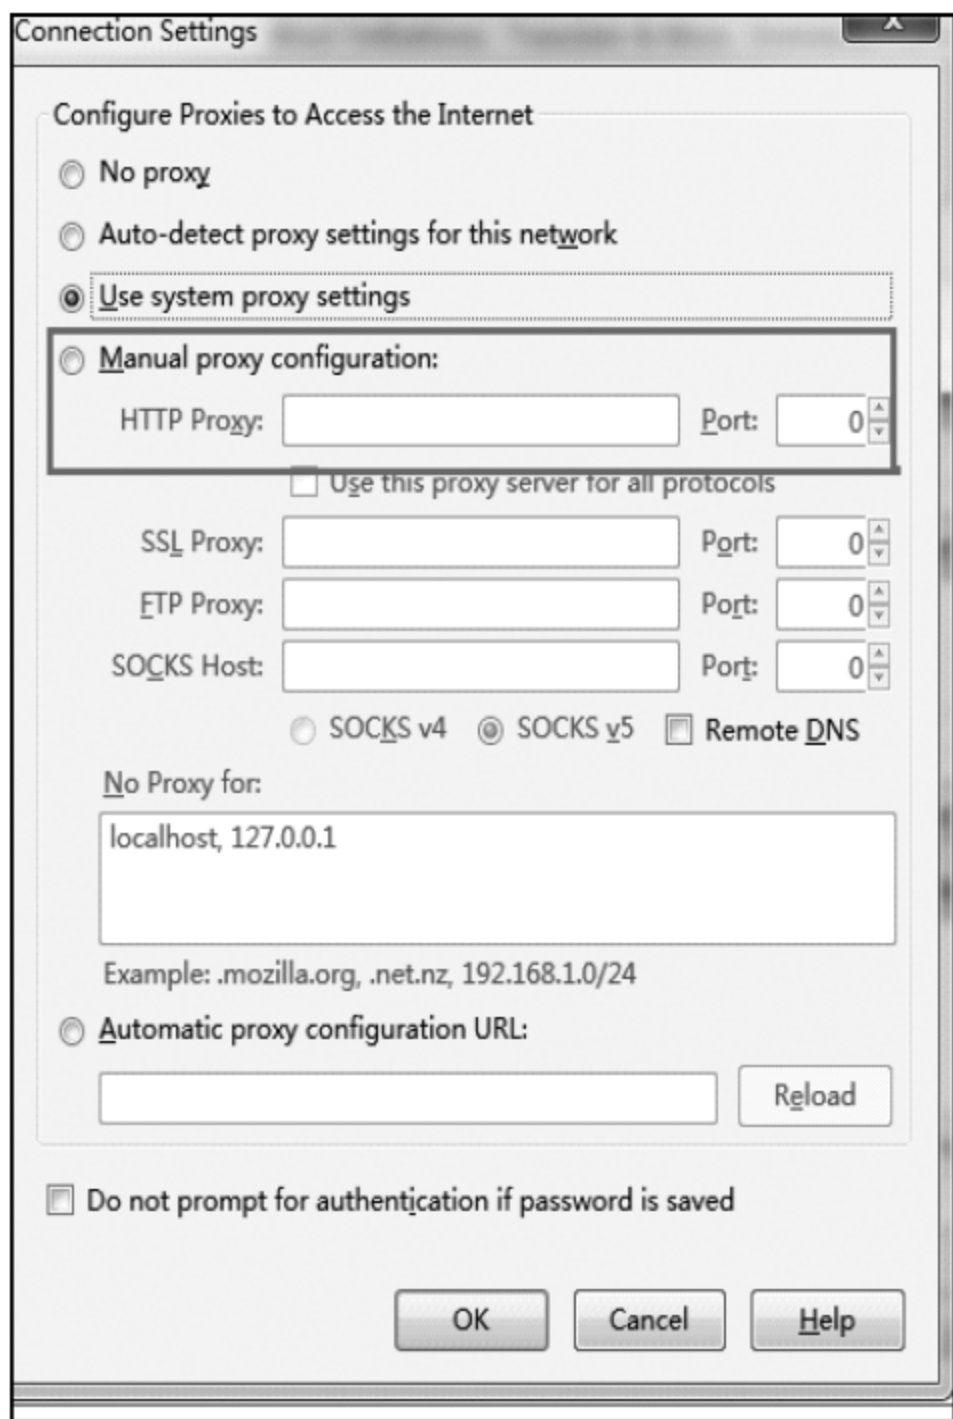 Connection Settings
X
Configure Proxies to Access the Internet
No proxy
Auto-detect proxy settings for this network
Use system proxy settings
Manual proxy configuration:
HTTP Proxy: Port: 0
Use this proxy server for all protocols
SSL Proxy: Port: 0
FTP Proxy: Port: 0
SOCKS Host: Port: 0
SOCKS v4 SOCKS v5 Remote DNS
No Proxy for:
localhost, 127.0.0.1
Example: .mozilla.org, .net.nz, 192.168.1.0/24
Automatic proxy configuration URL:
Reload
Do not prompt for authentication if password is saved
OK Cancel Help